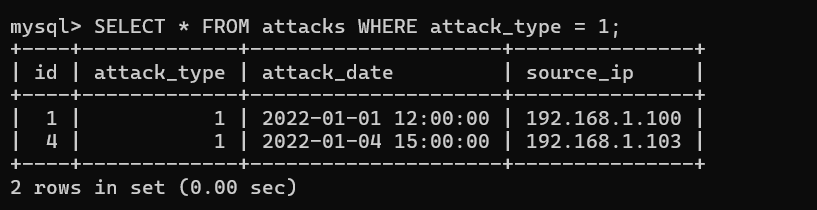 mysql> SELECT * FROM attacks WHERE attack_type = 1;
+----+-------------+---------------------+---------------+
| id | attack_type | attack_date         | source_ip     |
+----+-------------+---------------------+---------------+
|  1 |           1 | 2022-01-01 12:00:00 | 192.168.1.100 |
|  4 |           1 | 2022-01-04 15:00:00 | 192.168.1.103 |
+----+-------------+---------------------+---------------+
2 rows in set (0.00 sec)